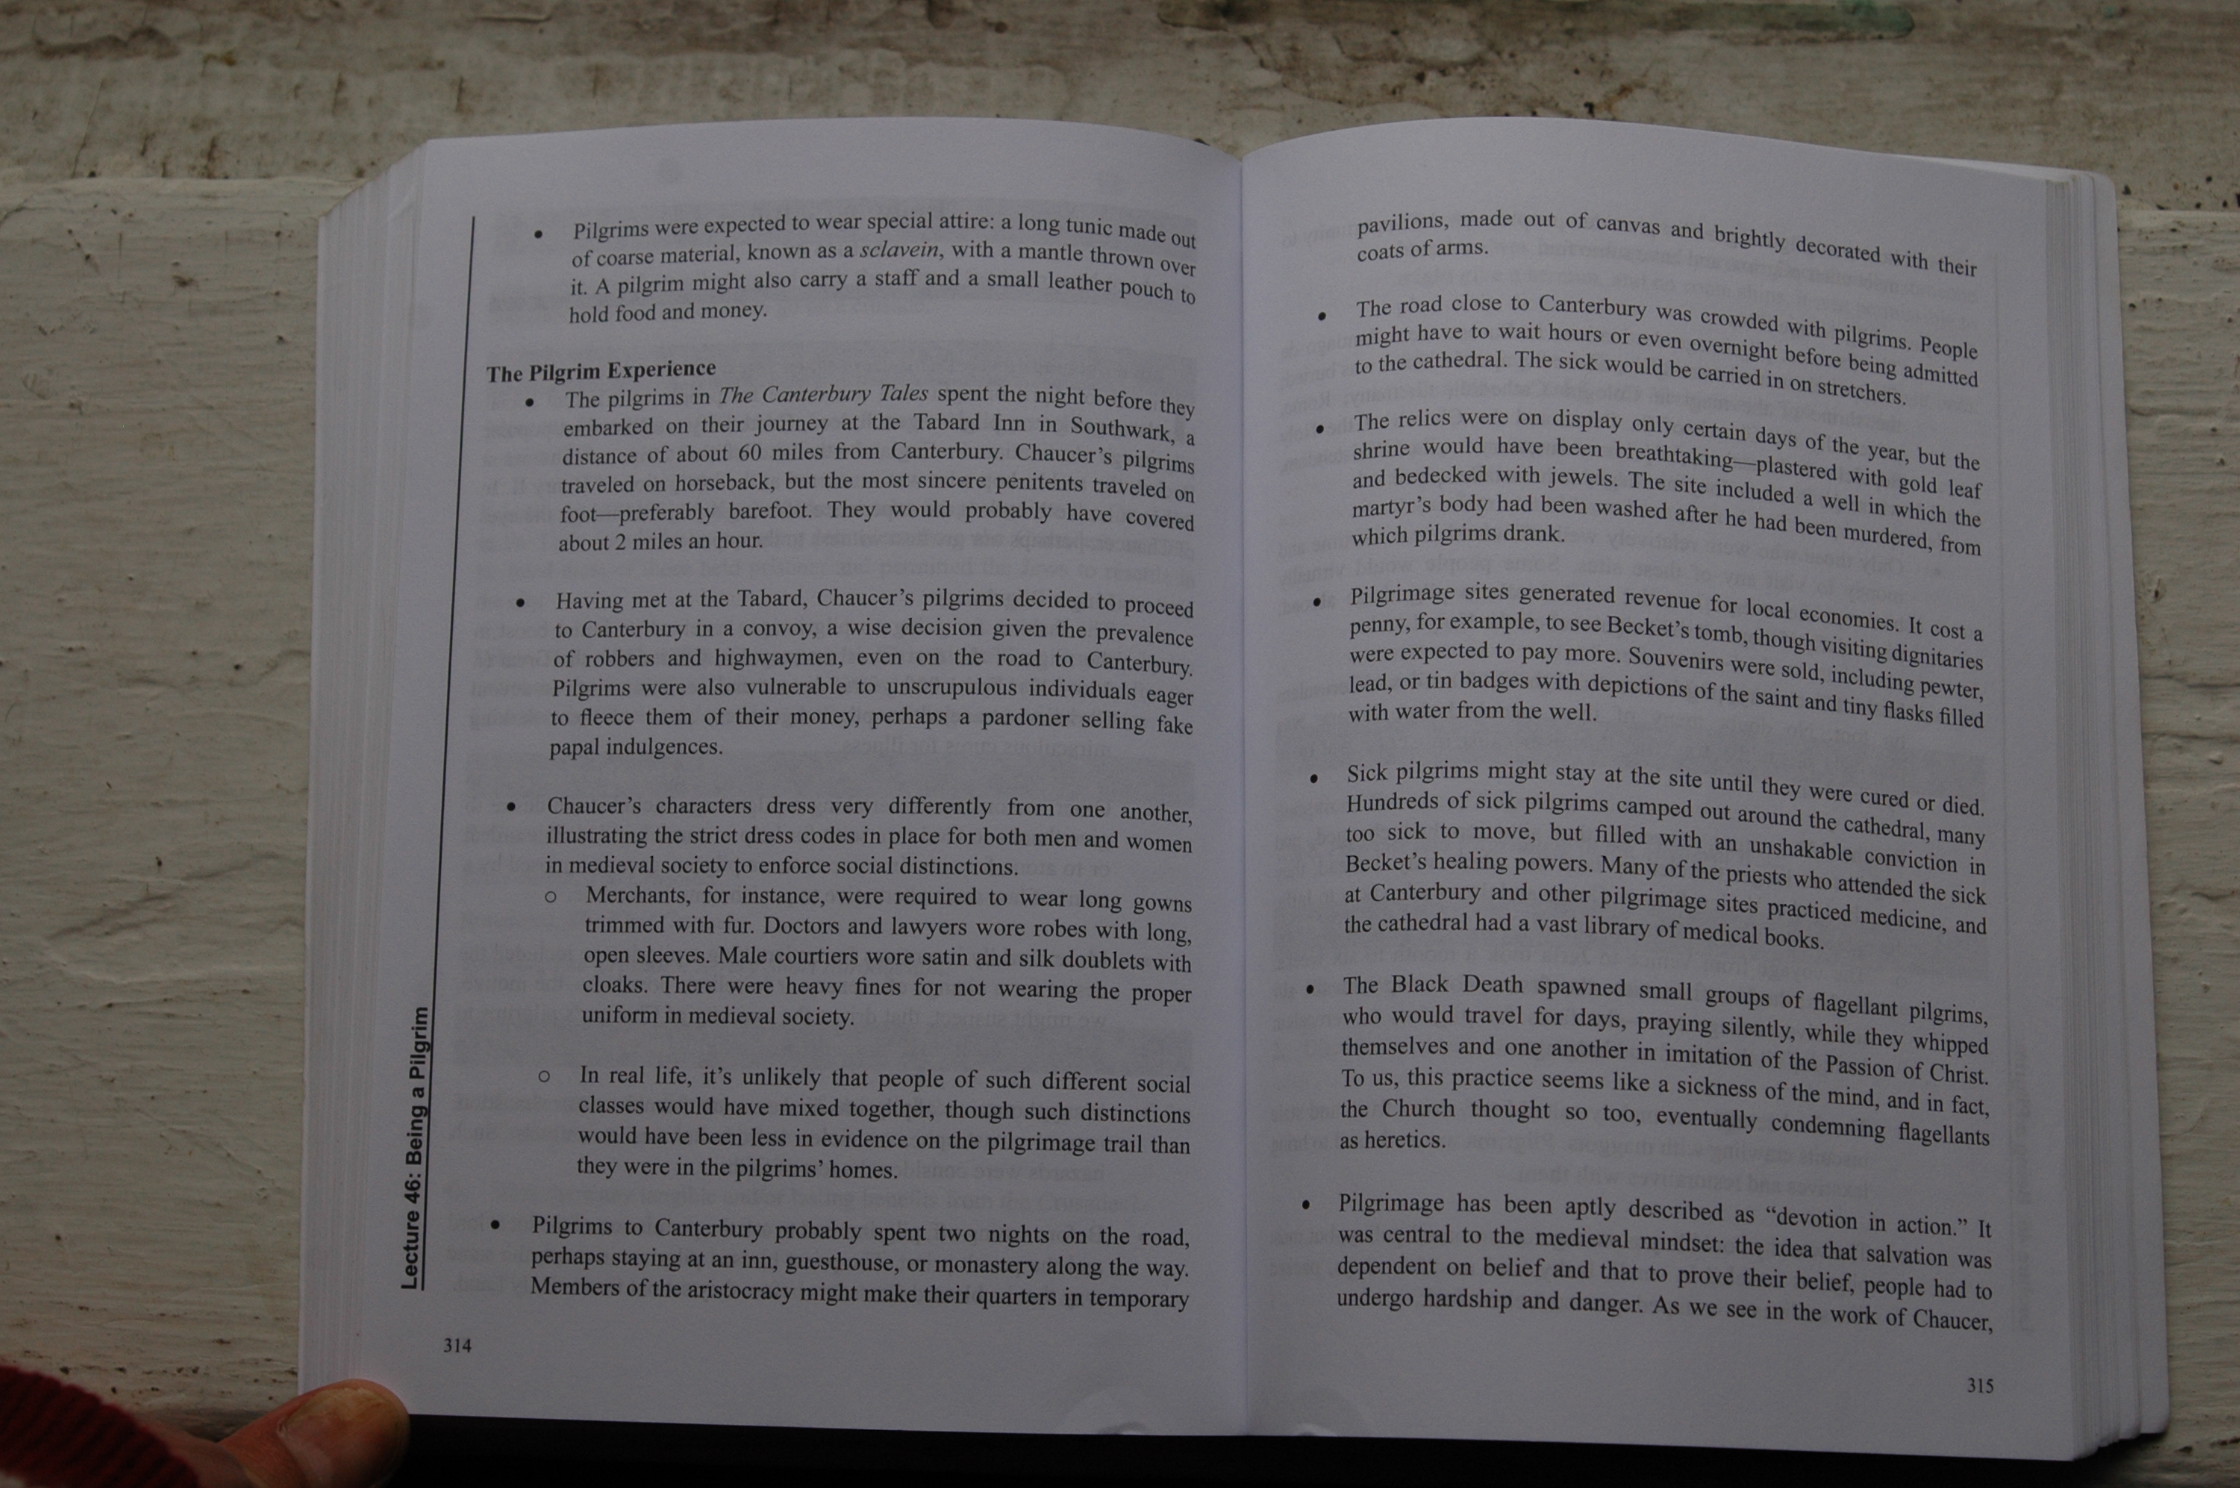 • Pilgrims were expected to wear special attire: a long tunic made out
of coarse material, known as a sclavein, with a mantle thrown over
it. A pilgrim might also carry a staff and a small leather pouch to
hold food and money.
The Pilgrim Experience
• The pilgrims in The Canterbury Tales spent the night before they
embarked on their journey at the Tabard Inn in Southwark, a
distance of about 60 miles from Canterbury. Chaucer's pilgrims
traveled on horseback, but the most sincere penitents traveled on
foot—preferably barefoot. They would probably have covered
about 2 miles an hour.
• Having met at the Tabard, Chaucer's pilgrims decided to proceed
to Canterbury in a convoy, a wise decision given the prevalence
of robbers and highwaymen, even on the road to Canterbury.
Pilgrims were also vulnerable to unscrupulous individuals eager
to fleece them of their money, perhaps a pardoner selling fake
papal indulgences.
• Chaucer's characters dress very differently from one another,
illustrating the strict dress codes in place for both men and women
in medieval society to enforce social distinctions.
○ Merchants, for instance, were required to wear long gowns
trimmed with fur. Doctors and lawyers wore robes with long,
open sleeves. Male courtiers wore satin and silk doublets with
cloaks. There were heavy fines for not wearing the proper
uniform in medieval society.
○ In real life, it's unlikely that people of such different social
classes would have mixed together, though such distinctions
would have been less in evidence on the pilgrimage trail than
they were in the pilgrims' homes.
• Pilgrims to Canterbury probably spent two nights on the road,
perhaps staying at an inn, guesthouse, or monastery along the way.
Members of the aristocracy might make their quarters in temporary
Lecture 46: Being a Pilgrim
314
pavilions, made out of canvas and brightly decorated with their
coats of arms.
• The road close to Canterbury was crowded with pilgrims. People
might have to wait hours or even overnight before being admitted
to the cathedral. The sick would be carried in on stretchers.
• The relics were on display only certain days of the year, but the
shrine would have been breathtaking—plastered with gold leaf
and bedecked with jewels. The site included a well in which the
martyr's body had been washed after he had been murdered, from
which pilgrims drank.
• Pilgrimage sites generated revenue for local economies. It cost a
penny, for example, to see Becket's tomb, though visiting dignitaries
were expected to pay more. Souvenirs were sold, including pewter,
lead, or tin badges with depictions of the saint and tiny flasks filled
with water from the well.
• Sick pilgrims might stay at the site until they were cured or died.
Hundreds of sick pilgrims camped out around the cathedral, many
too sick to move, but filled with an unshakable conviction in
Becket's healing powers. Many of the priests who attended the sick
at Canterbury and other pilgrimage sites practiced medicine, and
the cathedral had a vast library of medical books.
• The Black Death spawned small groups of flagellant pilgrims,
who would travel for days, praying silently, while they whipped
themselves and one another in imitation of the Passion of Christ.
To us, this practice seems like a sickness of the mind, and in fact,
the Church thought so too, eventually condemning flagellants
as heretics.
• Pilgrimage has been aptly described as “devotion in action.” It
was central to the medieval mindset: the idea that salvation was
dependent on belief and that to prove their belief, people had to
undergo hardship and danger. As we see in the work of Chaucer,
315